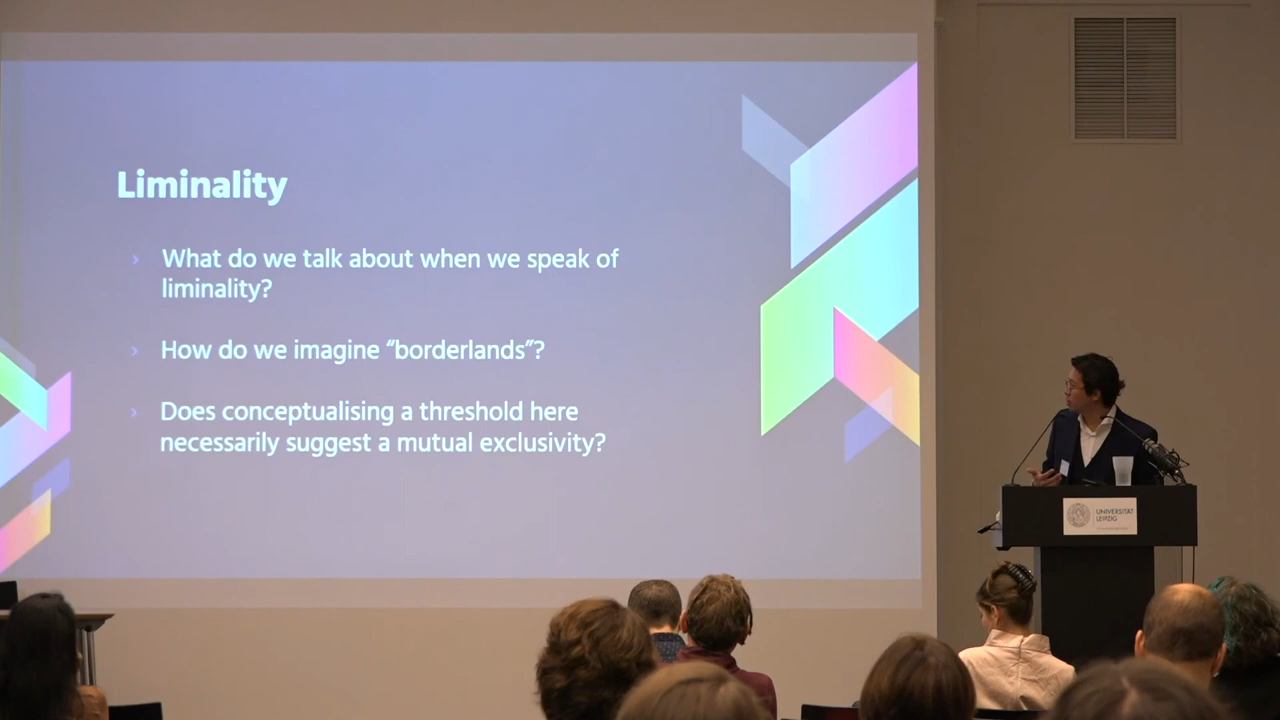 Liminality
› What do we talk about when we speak of
liminality?
› How do we imagine “borderlands”?
› Does conceptualising a threshold here
necessarily suggest a mutual exclusivity?
UNIVERSITÄT
LEIPZIG